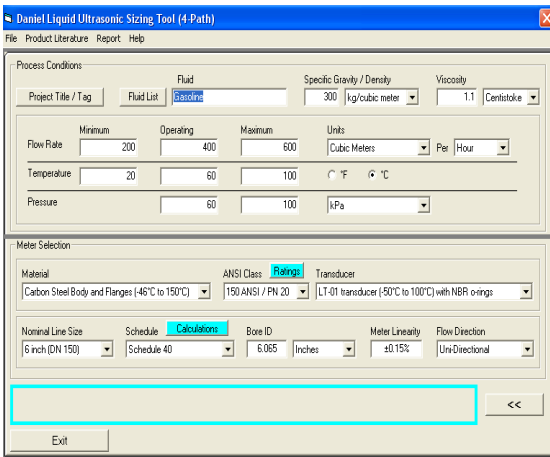 Daniel Liquid Ultrasonic Sizing Tool (4-Path)
File Product Literature Report Help
Process Conditions
Fluid Specific Gravity / Density Viscosity
Project Title / Tag Fluid List Gasoline 300 kg/cubic meter 1.1 Centistoke
Minimum Operating Maximum Units
Flow Rate 200 400 600 Cubic Meters Per Hour
Temperature 20 60 100 °F °C
Pressure 60 100 kPa
Meter Selection
Material ANSI Class Ratings Transducer
Carbon Steel Body and Flanges (-46°C to 150°C) 150 ANSI / PN 20 LT-01 transducer (-50°C to 100°C) with NBR o-rings
Nominal Line Size Schedule Calculations Bore ID Meter Linearity Flow Direction
6 inch (DN 150) Schedule 40 6.065 Inches ±0.15% Uni-Directional
<<
Exit